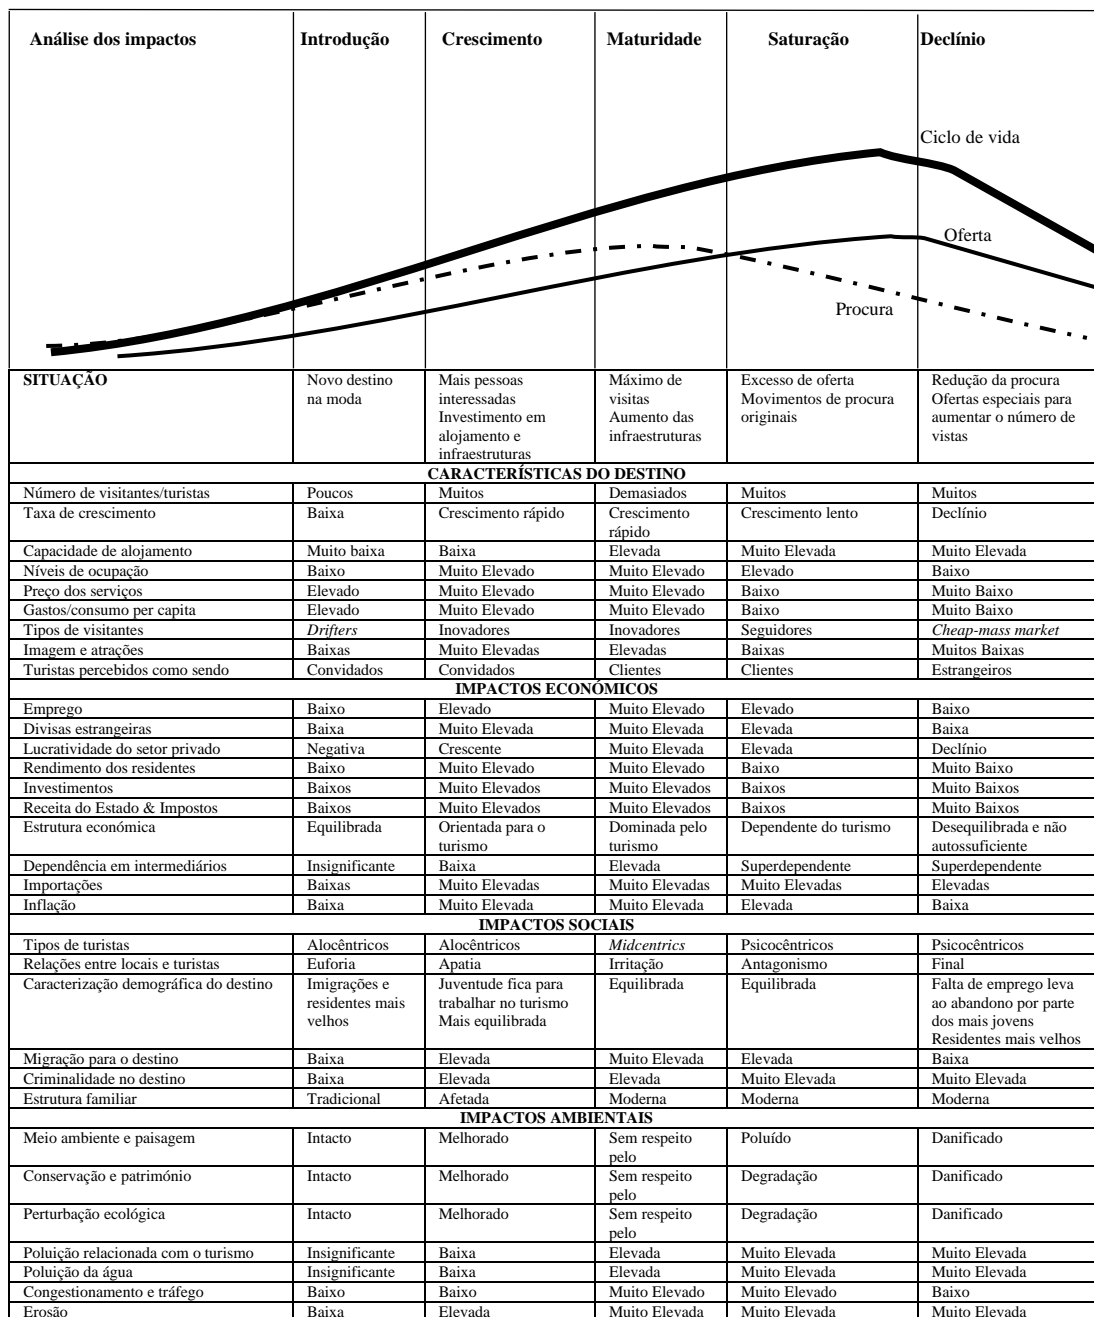 Análise dos impactos Introdução Crescimento Maturidade Saturação Declínio
Ciclo de vida
Oferta
Procura
SITUAÇÃO Novo destino Mais pessoas Máximo de Excesso de oferta Redução da procura
na moda interessadas visitas Movimentos de procura Ofertas especiais para
Investimento em Aumento das originais aumentar o número de
alojamento e infraestruturas vistas
infraestruturas
CARACTERÍSTICAS DO DESTINO
Número de visitantes/turistas Poucos Muitos Demasiados Muitos Muitos
Taxa de crescimento Baixa Crescimento rápido Crescimento Crescimento lento Declínio
rápido
Capacidade de alojamento Muito baixa Baixa Elevada Muito Elevada Muito Elevada
Níveis de ocupação Baixo Muito Elevado Muito Elevado Elevado Baixo
Preço dos serviços Elevado Muito Elevado Muito Elevado Baixo Muito Baixo
Gastos/consumo per capita Elevado Muito Elevado Muito Elevado Baixo Muito Baixo
Tipos de visitantes Drifters Inovadores Inovadores Seguidores Cheap-mass market
Imagem e atrações Baixas Muito Elevadas Elevadas Baixas Muitos Baixas
Turistas percebidos como sendo Convidados Convidados Clientes Clientes Estrangeiros
IMPACTOS ECONÓMICOS
Emprego Baixo Elevado Muito Elevado Elevado Baixo
Divisas estrangeiras Baixa Muito Elevada Muito Elevada Elevada Baixa
Lucratividade do setor privado Negativa Crescente Muito Elevada Elevada Declínio
Rendimento dos residentes Baixo Muito Elevado Muito Elevado Baixo Muito Baixo
Investimentos Baixos Muito Elevados Muito Elevados Baixos Muito Baixos
Receita do Estado & Impostos Baixos Muito Elevados Muito Elevados Baixos Muito Baixos
Estrutura económica Equilibrada Orientada para o Dominada pelo Dependente do turismo Desequilibrada e não
turismo turismo autossuficiente
Dependência em intermediários Insignificante Baixa Elevada Superdependente Superdependente
Importações Baixas Muito Elevadas Muito Elevadas Muito Elevadas Elevadas
Inflação Baixa Muito Elevada Muito Elevada Elevada Baixa
IMPACTOS SOCIAIS
Tipos de turistas Alocêntricos Alocêntricos Midcentrics Psicocêntricos Psicocêntricos
Relações entre locais e turistas Euforia Apatia Irritação Antagonismo Final
Caracterização demográfica do destino Imigrações e Juventude fica para Equilibrada Equilibrada Falta de emprego leva
residentes mais trabalhar no turismo ao abandono por parte
velhos Mais equilibrada dos mais jovens
Residentes mais velhos
Migração para o destino Baixa Elevada Muito Elevada Elevada Baixa
Criminalidade no destino Baixa Elevada Elevada Muito Elevada Muito Elevada
Estrutura familiar Tradicional Afetada Moderna Moderna Moderna
IMPACTOS AMBIENTAIS
Meio ambiente e paisagem Intacto Melhorado Sem respeito Poluído Danificado
pelo
Conservação e património Intacto Melhorado Sem respeito Degradação Danificado
pelo
Perturbação ecológica Intacto Melhorado Sem respeito Degradação Danificado
pelo
Poluição relacionada com o turismo Insignificante Baixa Elevada Muito Elevada Muito Elevada
Poluição da água Insignificante Baixa Elevada Muito Elevada Muito Elevada
Congestionamento e tráfego Baixo Baixo Muito Elevado Muito Elevado Baixo
Erosão Baixa Elevada Muito Elevada Muito Elevada Muito Elevada